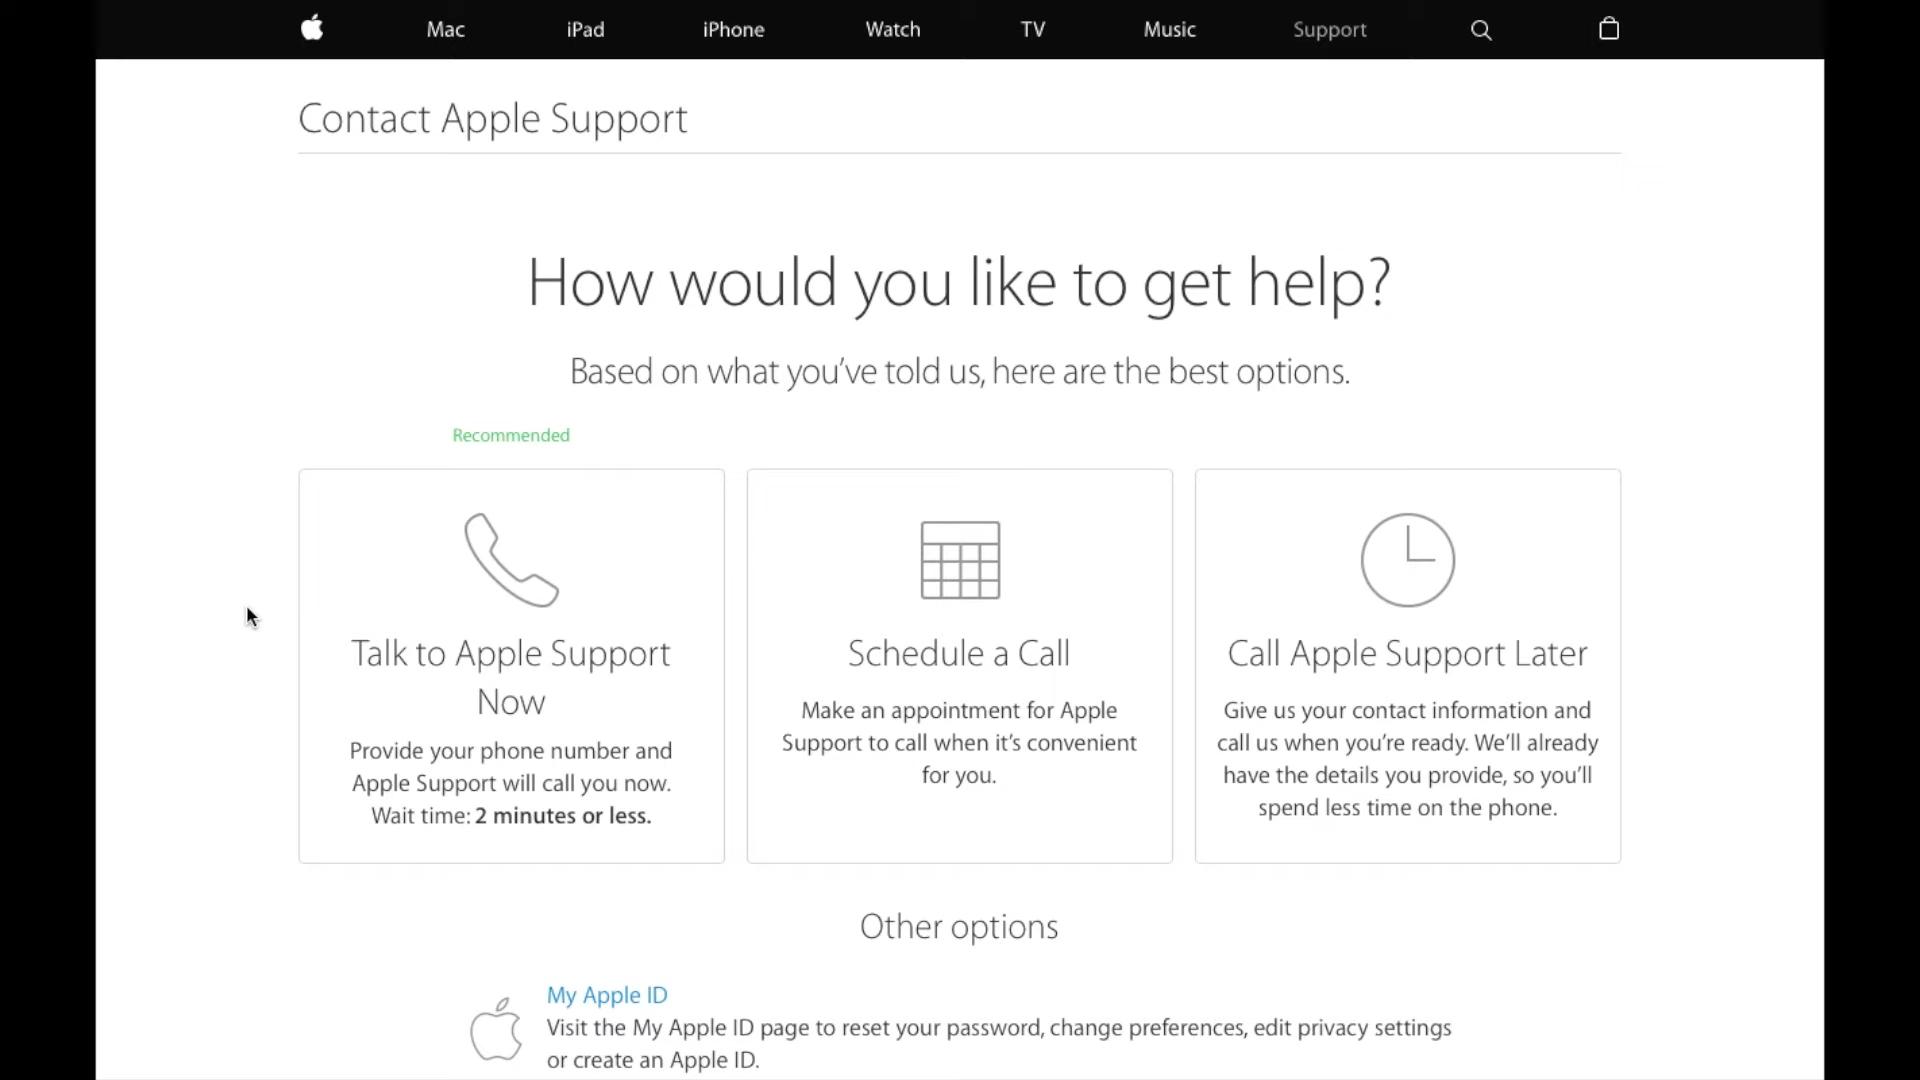 Mac iPad iPhone Watch TV Music Support
Contact Apple Support
How would you like to get help?
Based on what you've told us, here are the best options.
Recommended
Talk to Apple Support
Now
Provide your phone number and
Apple Support will call you now.
Wait time: 2 minutes or less.
Schedule a Call
Make an appointment for Apple
Support to call when it's convenient
for you.
Call Apple Support Later
Give us your contact information and
call us when you're ready. We'll already
have the details you provide, so you'll
spend less time on the phone.
Other options
My Apple ID
Visit the My Apple ID page to reset your password, change preferences, edit privacy settings
or create an Apple ID.